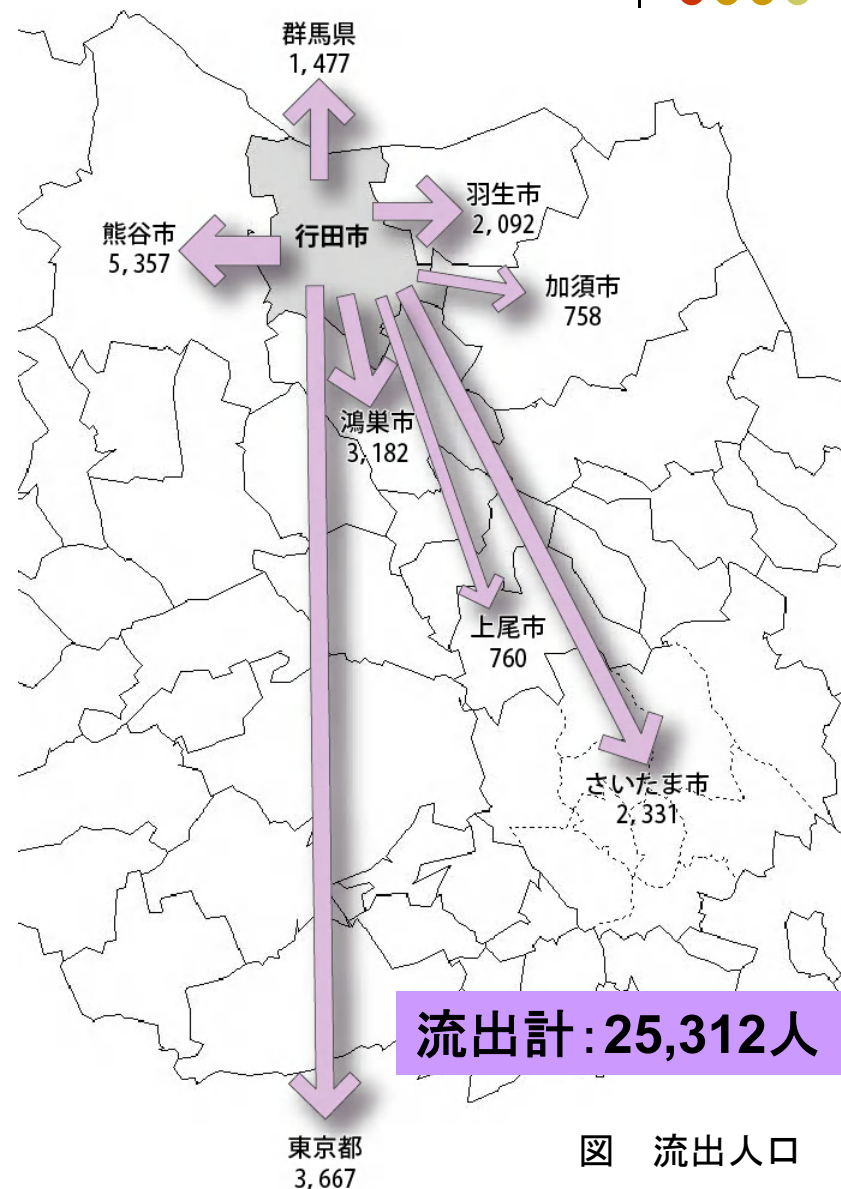 群馬県
1,477
羽生市
2,092
熊谷市
5,357
行田市
加須市
758
鴻巣市
3,182
上尾市
760
さいたま市
2,331
流出計：25,312人
東京都
3,667
図　流出人口